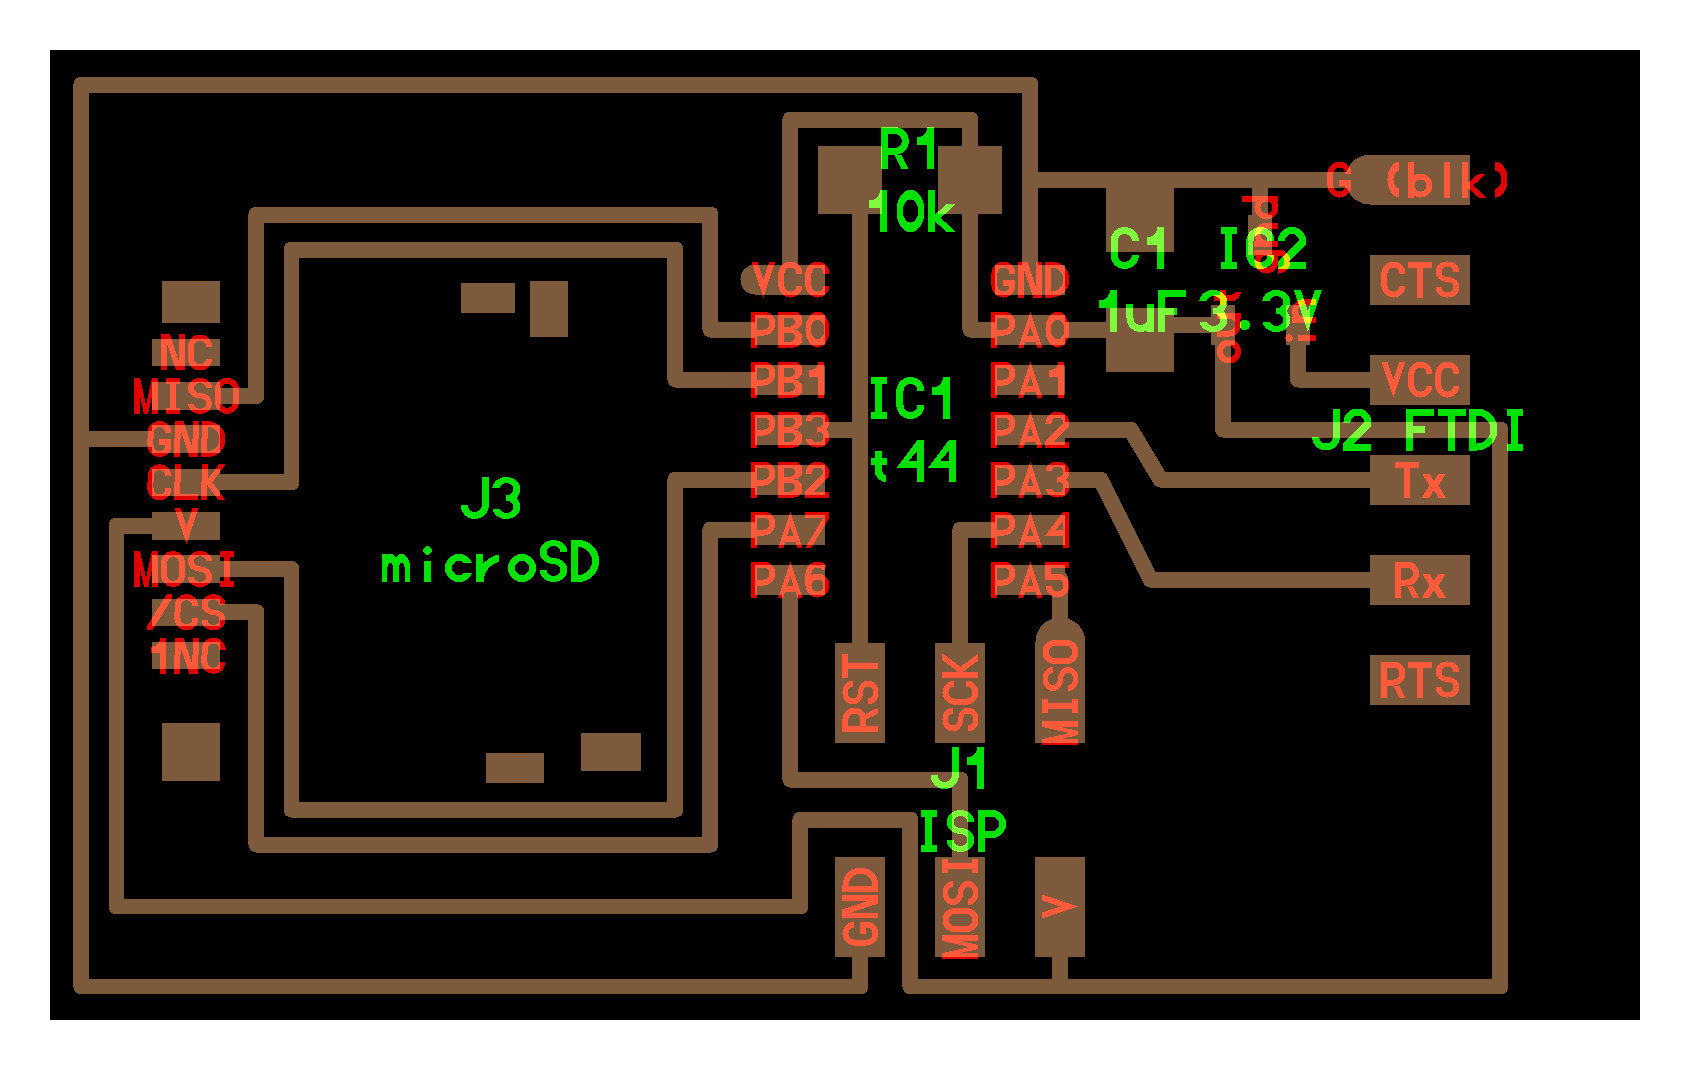 R1
10k
G (blk)
gnd
C1
1uF
IC2
3.3V
out
in
CTS
VCC
J2 FTDI
Tx
Rx
RTS
VCC
PB0
PB1
PB3
PB2
PA7
PA6
IC1
t44
GND
PA0
PA1
PA2
PA3
PA4
PA5
NC
MISO
GND
CLK
V
MOSI
/CS
1NC
J3
microSD
RST
SCK
MISO
J1
ISP
GND
MOSI
V